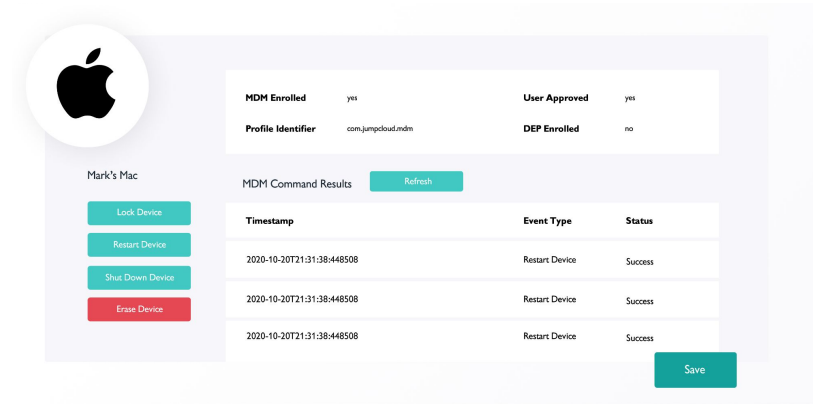 MDM Enrolled yes User Approved yes
Profile Identifier com.jumpcloud.mdm DEP Enrolled no
Mark's Mac
Lock Device
Restart Device
Shut Down Device
Erase Device
MDM Command Results Refresh
Timestamp Event Type Status
2020-10-20T21:31:38:448508 Restart Device Success
2020-10-20T21:31:38:448508 Restart Device Success
2020-10-20T21:31:38:448508 Restart Device Success
Save